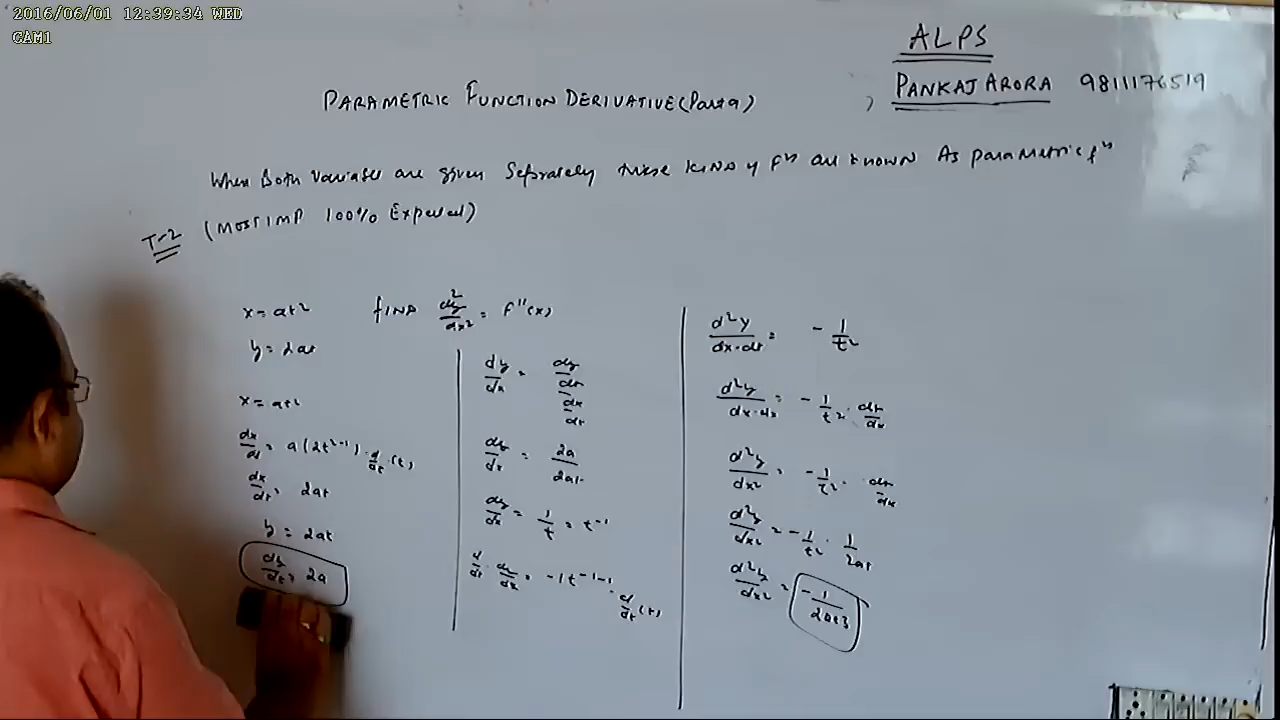 2016/06/01 12:39:34 WED
CAM1
ALPS
PANKAJ ARORA 9811176519
PARAMETRIC FUNCTION DERIVATIVE (Part 9)
When Both variables are given Seprately these kind of fⁿ are known As parametric fⁿ
T-2 (MOST IMP 100% Expected)
x = at² FIND d²y/dx² = f''(x)
y = 2at
x = at²
dx/dt = a(2t²⁻¹) · d/dt · (t)
dx/dt = 2at
y = 2at
dy/dt = 2a
dy/dx = dy/dt / dx/dt
dy/dx = 2a/2at
dy/dx = 1/t = t⁻¹
d/dt · dy/dx = -1t⁻¹⁻¹ · d/dt (t)
d²y/dx·dt = -1/t²
d²y/dx·dx = -1/t² · dt/dx
d²y/dx² = -1/t² · dt/dx
d²y/dx² = -1/t² · 1/2at
d²y/dx² = -1/2at3